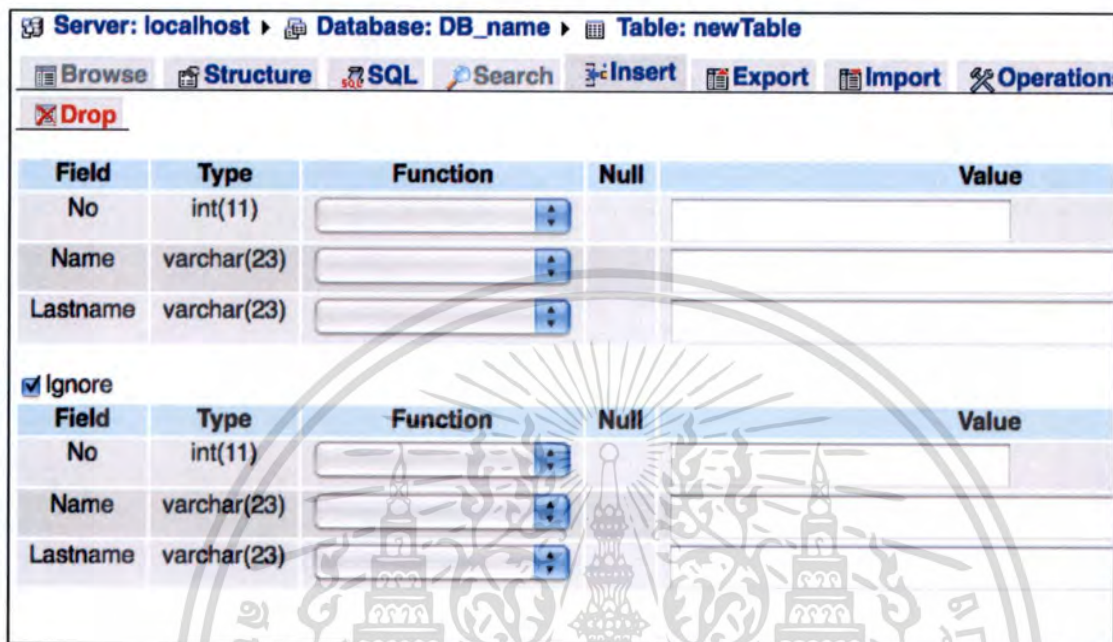 Server: localhost ▸ Database: DB_name ▸ Table: newTable
Browse Structure SQL Search Insert Export Import Operation
Drop
Field Type Function Null Value
No int(11)
Name varchar(23)
Lastname varchar(23)
Ignore
Field Type Function Null Value
No int(11)
Name varchar(23)
Lastname varchar(23)